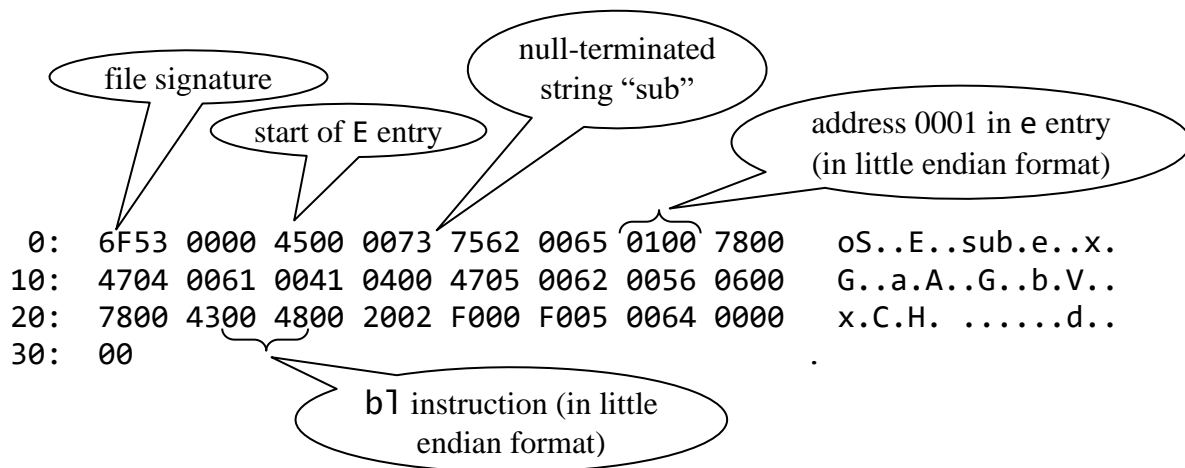 null-terminated
string “sub”
file signature
start of E entry
address 0001 in e entry
(in little endian format)
0: 6F53 0000 4500 0073 7562 0065 0100 7800 oS..E..sub.e..x.
10: 4704 0061 0041 0400 4705 0062 0056 0600 G..a.A..G..b.V..
20: 7800 4300 4800 2002 F000 F005 0064 0000 x.C.H. ......d..
30: 00 .
bl instruction (in little
endian format)